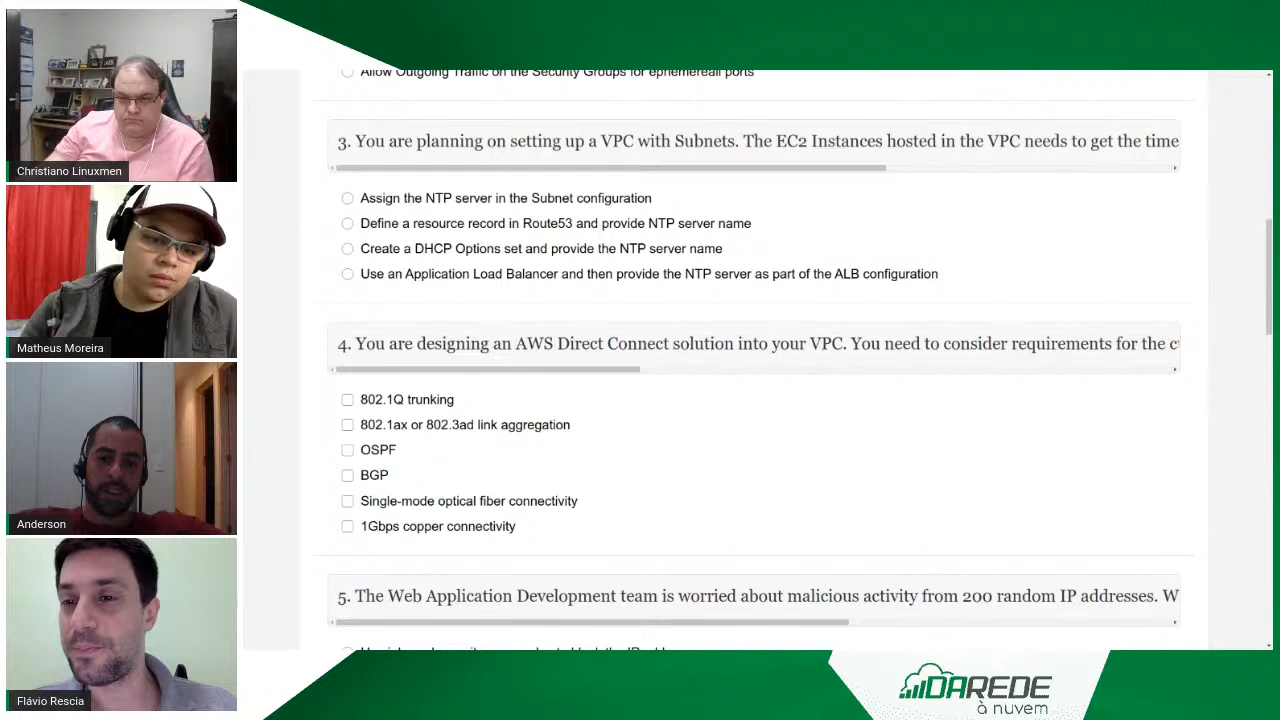 Allow Outgoing Traffic on the Security Groups for ephemereall ports
3. You are planning on setting up a VPC with Subnets. The EC2 Instances hosted in the VPC needs to get the time
Assign the NTP server in the Subnet configuration
Define a resource record in Route53 and provide NTP server name
Create a DHCP Options set and provide the NTP server name
Use an Application Load Balancer and then provide the NTP server as part of the ALB configuration
4. You are designing an AWS Direct Connect solution into your VPC. You need to consider requirements for the
802.1Q trunking
802.1ax or 802.3ad link aggregation
OSPF
BGP
Single-mode optical fiber connectivity
1Gbps copper connectivity
5. The Web Application Development team is worried about malicious activity from 200 random IP addresses. W
Christiano Linuxmen
Matheus Moreira
Anderson
Flávio Rescia
DAREDE
à nuvem